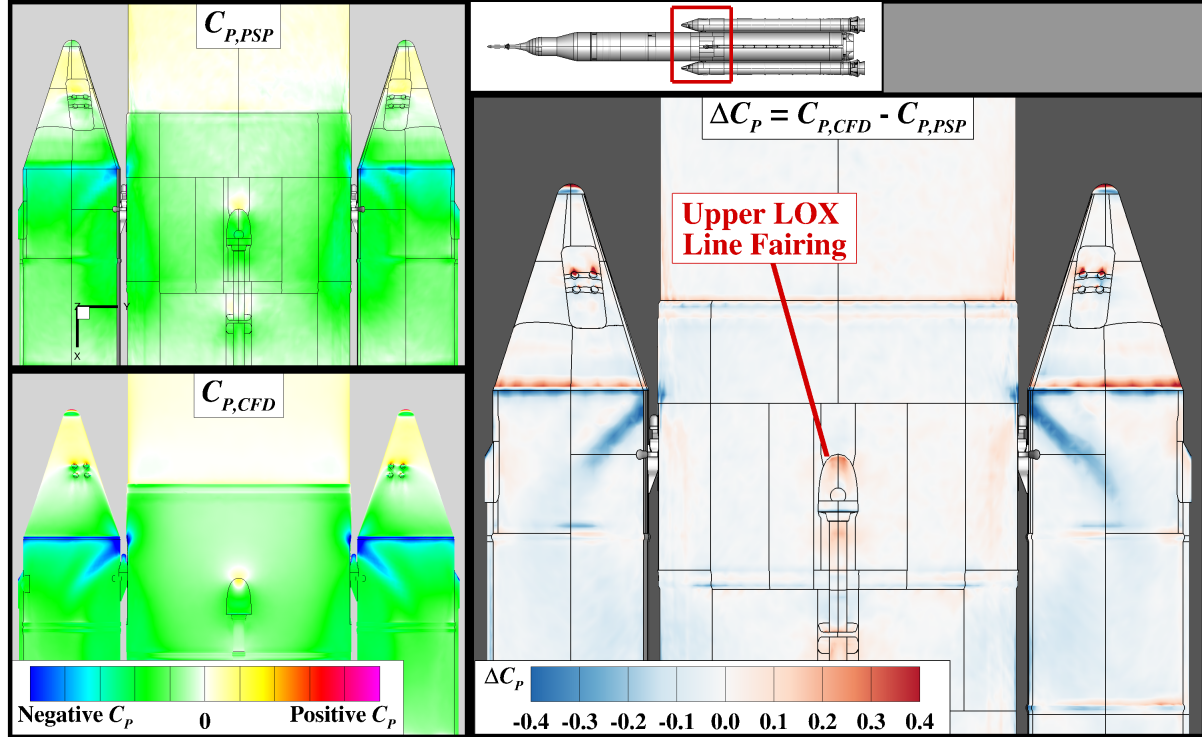 C_P,PSP
Z
Y
X
C_P,CFD
Negative C_P
0
Positive C_P
ΔC_P = C_P,CFD - C_P,PSP
Upper LOX
Line Fairing
ΔC_P
-0.4 -0.3 -0.2 -0.1 0.0 0.1 0.2 0.3 0.4